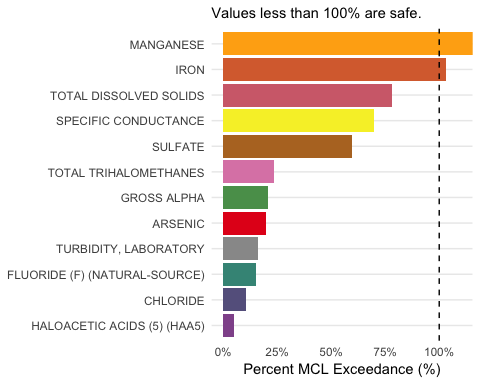 Values less than 100% are safe.
MANGANESE
IRON
TOTAL DISSOLVED SOLIDS
SPECIFIC CONDUCTANCE
SULFATE
TOTAL TRIHALOMETHANES
GROSS ALPHA
ARSENIC
TURBIDITY, LABORATORY
FLUORIDE (F) (NATURAL-SOURCE)
CHLORIDE
HALOACETIC ACIDS (5) (HAA5)
0% 25% 50% 75% 100%
Percent MCL Exceedance (%)